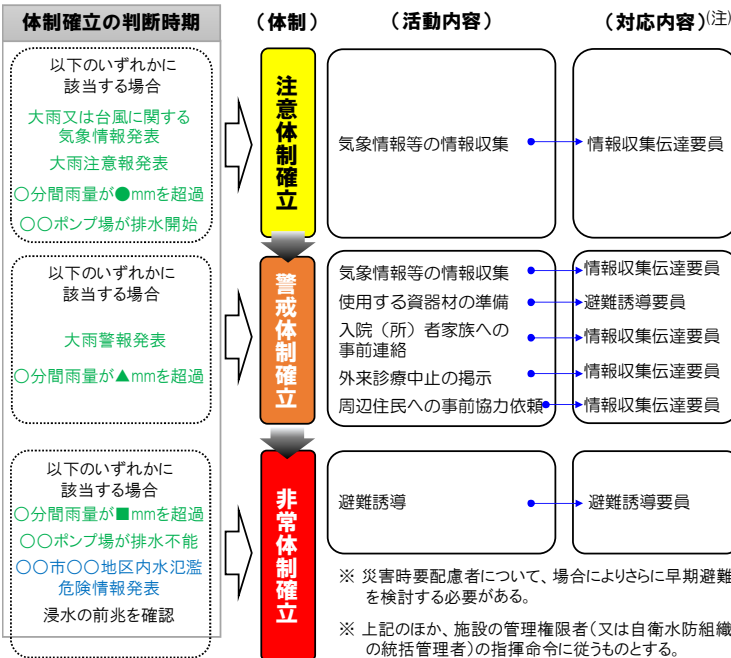 体制確立の判断時期
（体制）
（活動内容）
（対応内容）(注)
以下のいずれかに
該当する場合
大雨又は台風に関する
気象情報発表
大雨注意報発表
〇分間雨量が●mmを超過
〇〇ポンプ場が排水開始
注意体制確立
気象情報等の情報収集
情報収集伝達要員
以下のいずれかに
該当する場合
大雨警報発表
〇分間雨量が▲mmを超過
警戒体制確立
気象情報等の情報収集
情報収集伝達要員
使用する資器材の準備
避難誘導要員
入院（所）者家族への
事前連絡
情報収集伝達要員
外来診療中止の掲示
情報収集伝達要員
周辺住民への事前協力依頼
情報収集伝達要員
以下のいずれかに
該当する場合
〇分間雨量が■mmを超過
〇〇ポンプ場が排水不能
〇〇市〇〇地区内水氾濫
危険情報発表
浸水の前兆を確認
非常体制確立
避難誘導
避難誘導要員
※ 災害時要配慮者について、場合によりさらに早期避難
を検討する必要がある。
※ 上記のほか、施設の管理権限者（又は自衛水防組織
の統括管理者）の指揮命令に従うものとする。